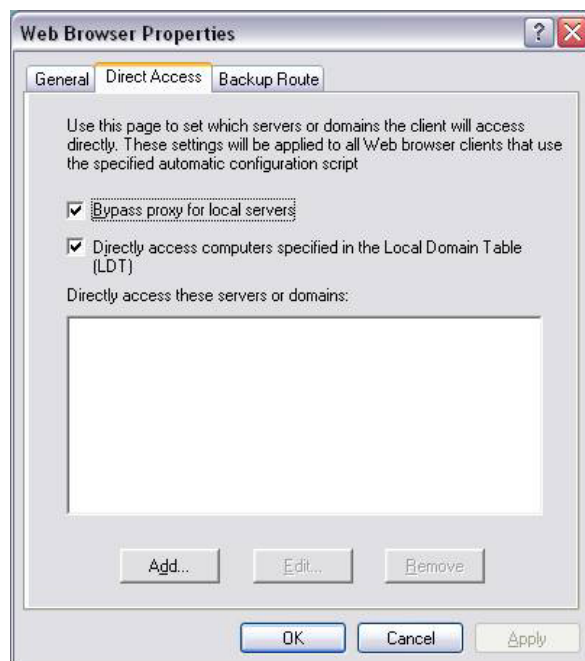 Web Browser Properties
?
General Direct Access Backup Route
Use this page to set which servers or domains the client will access
directly. These settings will be applied to all Web browser clients that use
the specified automatic configuration script
Bypass proxy for local servers
Directly access computers specified in the Local Domain Table
(LDT)
Directly access these servers or domains:
Add... Edit... Remove
OK Cancel Apply